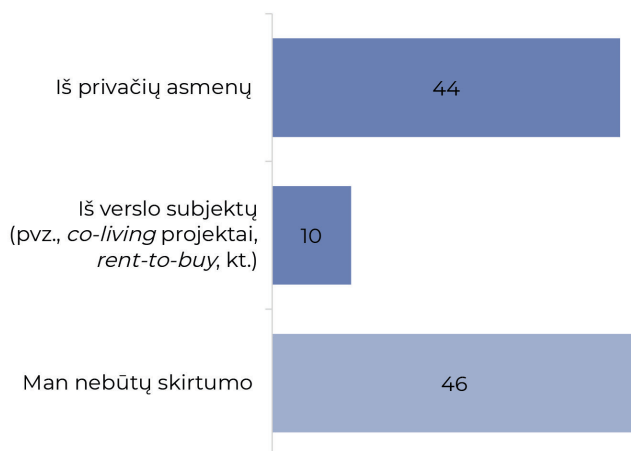 Iš privačių asmenų
44
Iš verslo subjektų
(pvz., co-living projektai,
rent-to-buy, kt.)
10
Man nebūtų skirtumo
46